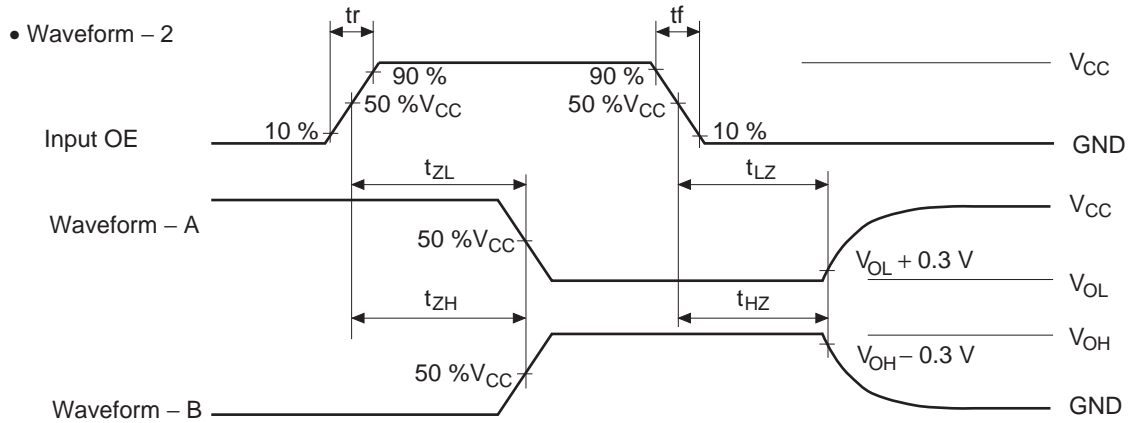 tr
tf
• Waveform – 2
VCC
90 %
90 %
50 %VCC
50 %VCC
10 %
10 %
Input OE
GND
tZL
tLZ
VCC
Waveform – A
50 %VCC
VOL + 0.3 V
VOL
tZH
tHZ
VOH
VOH – 0.3 V
50 %VCC
Waveform – B
GND